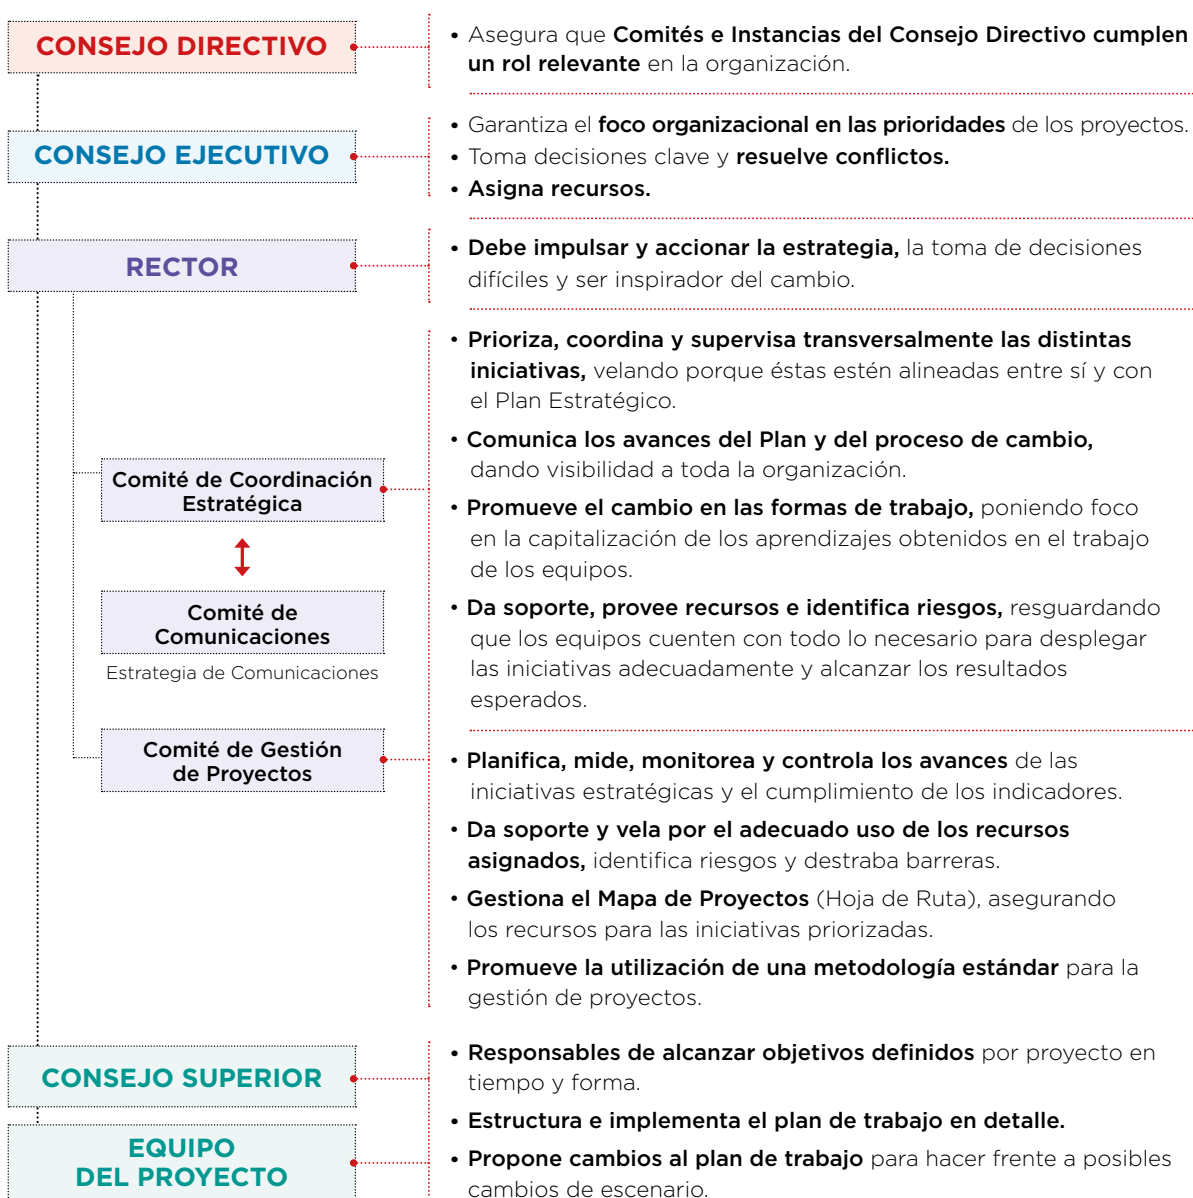 CONSEJO DIRECTIVO
• Asegura que Comités e Instancias del Consejo Directivo cumplen
un rol relevante en la organización.
CONSEJO EJECUTIVO
• Garantiza el foco organizacional en las prioridades de los proyectos.
• Toma decisiones clave y resuelve conflictos.
• Asigna recursos.
RECTOR
• Debe impulsar y accionar la estrategia, la toma de decisiones
difíciles y ser inspirador del cambio.
Comité de Coordinación
Estratégica
• Prioriza, coordina y supervisa transversalmente las distintas
iniciativas, velando porque éstas estén alineadas entre sí y con
el Plan Estratégico.
• Comunica los avances del Plan y del proceso de cambio,
dando visibilidad a toda la organización.
• Promueve el cambio en las formas de trabajo, poniendo foco
en la capitalización de los aprendizajes obtenidos en el trabajo
de los equipos.
• Da soporte, provee recursos e identifica riesgos, resguardando
que los equipos cuenten con todo lo necesario para desplegar
las iniciativas adecuadamente y alcanzar los resultados
esperados.
Comité de
Comunicaciones
Estrategia de Comunicaciones
Comité de Gestión
de Proyectos
• Planifica, mide, monitorea y controla los avances de las
iniciativas estratégicas y el cumplimiento de los indicadores.
• Da soporte y vela por el adecuado uso de los recursos
asignados, identifica riesgos y destraba barreras.
• Gestiona el Mapa de Proyectos (Hoja de Ruta), asegurando
los recursos para las iniciativas priorizadas.
• Promueve la utilización de una metodología estándar para la
gestión de proyectos.
CONSEJO SUPERIOR
EQUIPO
DEL PROYECTO
• Responsables de alcanzar objetivos definidos por proyecto en
tiempo y forma.
• Estructura e implementa el plan de trabajo en detalle.
• Propone cambios al plan de trabajo para hacer frente a posibles
cambios de escenario.